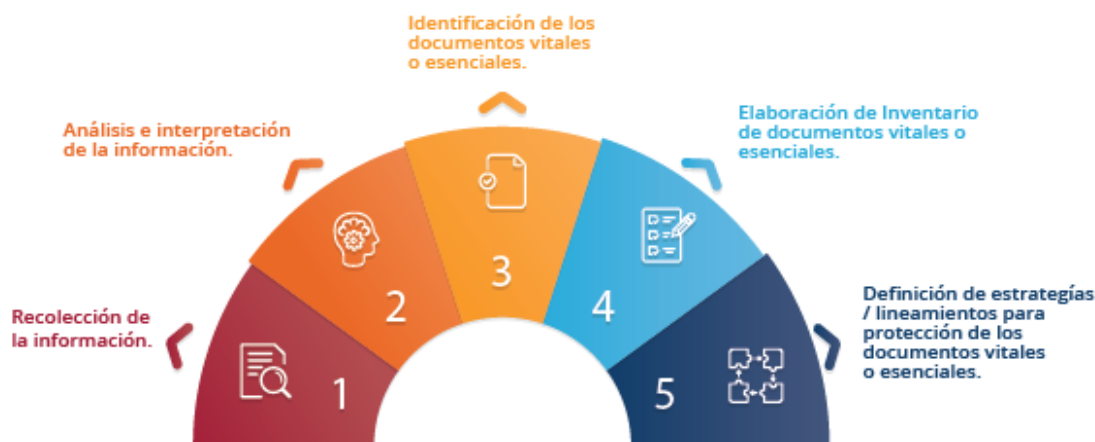 Identificación de los
documentos vitales
o esenciales.
Análisis e interpretación
de la información.
Elaboración de Inventario
de documentos vitales o
esenciales.
Recolección de
la información.
Definición de estrategías
/ lineamientos para
protección de los
documentos vitales
o esenciales.
1
2
3
4
5